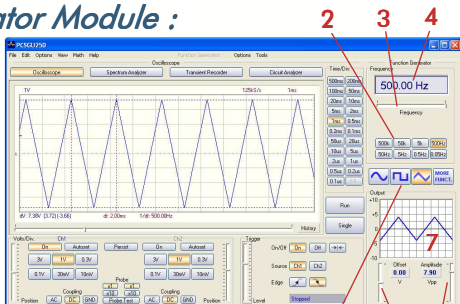 ator Module :
2 3 4
PCSGU250
File Edit Options View Math Help Function Generator Options Tools
Oscilloscope Function Generator
Oscilloscope Spectrum Analyzer Transient Recorder Circuit Analyzer
1V 125kS/s 1ms
dV: 7.38V (3.72)(-3.66) dt: 2.00ms 1/dt: 500.00Hz
History
Time/Div.
500ms 200ms
100ms 50ms
20ms 10ms
5ms 2ms
1ms 0.5ms
0.2ms 0.1ms
50us 20us
10us 5us
2us 1us
0.5us 0.2us
0.1us
Run
Single
Frequency
500.00 Hz
Frequency
500k 50k 5k 500Hz
50Hz 5Hz 0.5Hz 0.05Hz
MORE
FUNCT.
Output
+10
+5
-5
-10
7
Offset Amplitude
0.00 7.90
V Vpp
Volts/Div. Ch1 Ch2
On Autoset Persist On Autoset
3V 1V 0.3V 3V 1V 0.3V
0.1V 30mV 10mV 0.1V 30mV 10mV
Probe
x1 x1
x10 x10
Coupling Coupling
AC DC GND Probe Test AC DC GND
Position Position
Trigger
On/Off On Off
Source Ch1 Ch2
Edge
Level Stopped